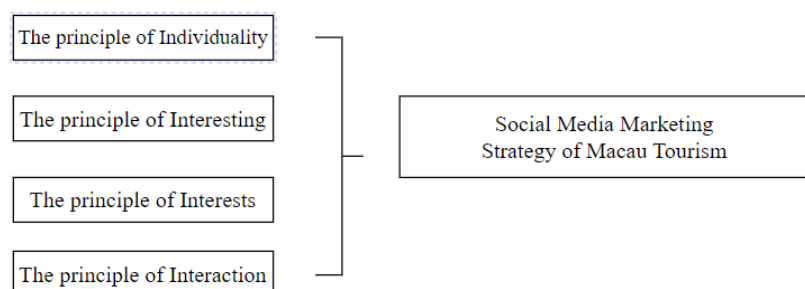 The principle of Individuality
The principle of Interesting
The principle of Interests
The principle of Interaction
Social Media Marketing
Strategy of Macau Tourism